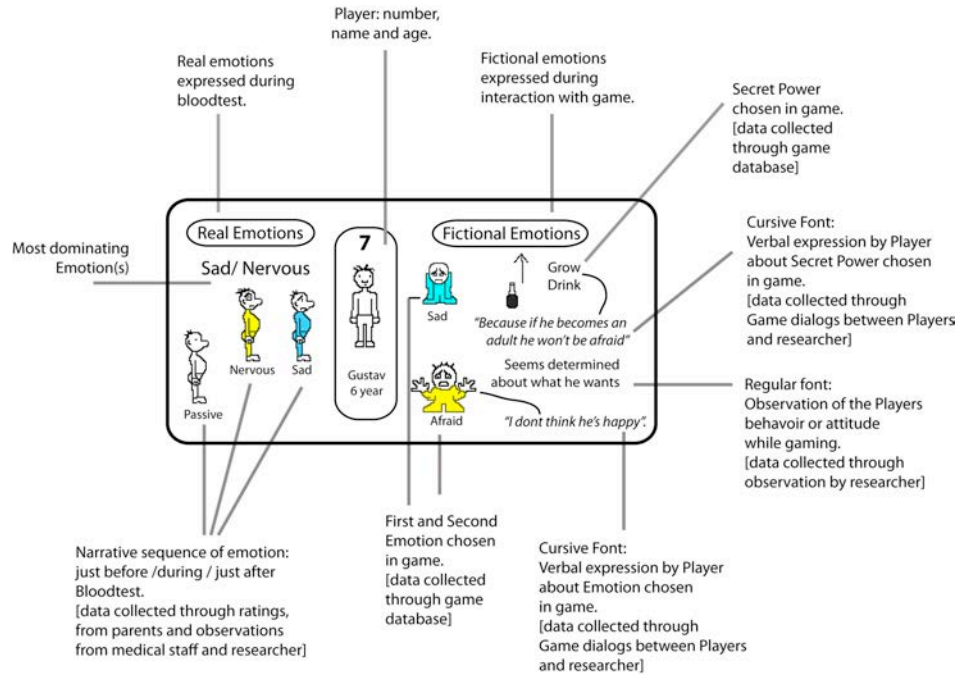 Player: number,
name and age.
Real emotions
expressed during
bloodtest.
Fictional emotions
expressed during
interaction with game.
Secret Power
chosen in game.
[data collected
through game
database]
Most dominating
Emotion(s)
Real Emotions
Sad/ Nervous
Passive
Nervous
Sad
7
Gustav
6 year
Fictional Emotions
Sad
Grow
Drink
"Because if he becomes an
adult he won't be afraid"
Seems determined
about what he wants
Afraid
"I dont think he's happy".
Cursive Font:
Verbal expression by Player
about Secret Power chosen
in game.
[data collected through
Game dialogs between Players
and researcher]
Regular font:
Observation of the Players
behavoir or attitude
while gaming.
[data collected through
observation by researcher]
Narrative sequence of emotion:
just before /during / just after
Bloodtest.
[data collected through ratings,
from parents and observations
from medical staff and researcher]
First and Second
Emotion chosen
in game.
[data collected
through game
database]
Cursive Font:
Verbal expression by Player
about Emotion chosen
in game.
[data collected through
Game dialogs between Players
and researcher]